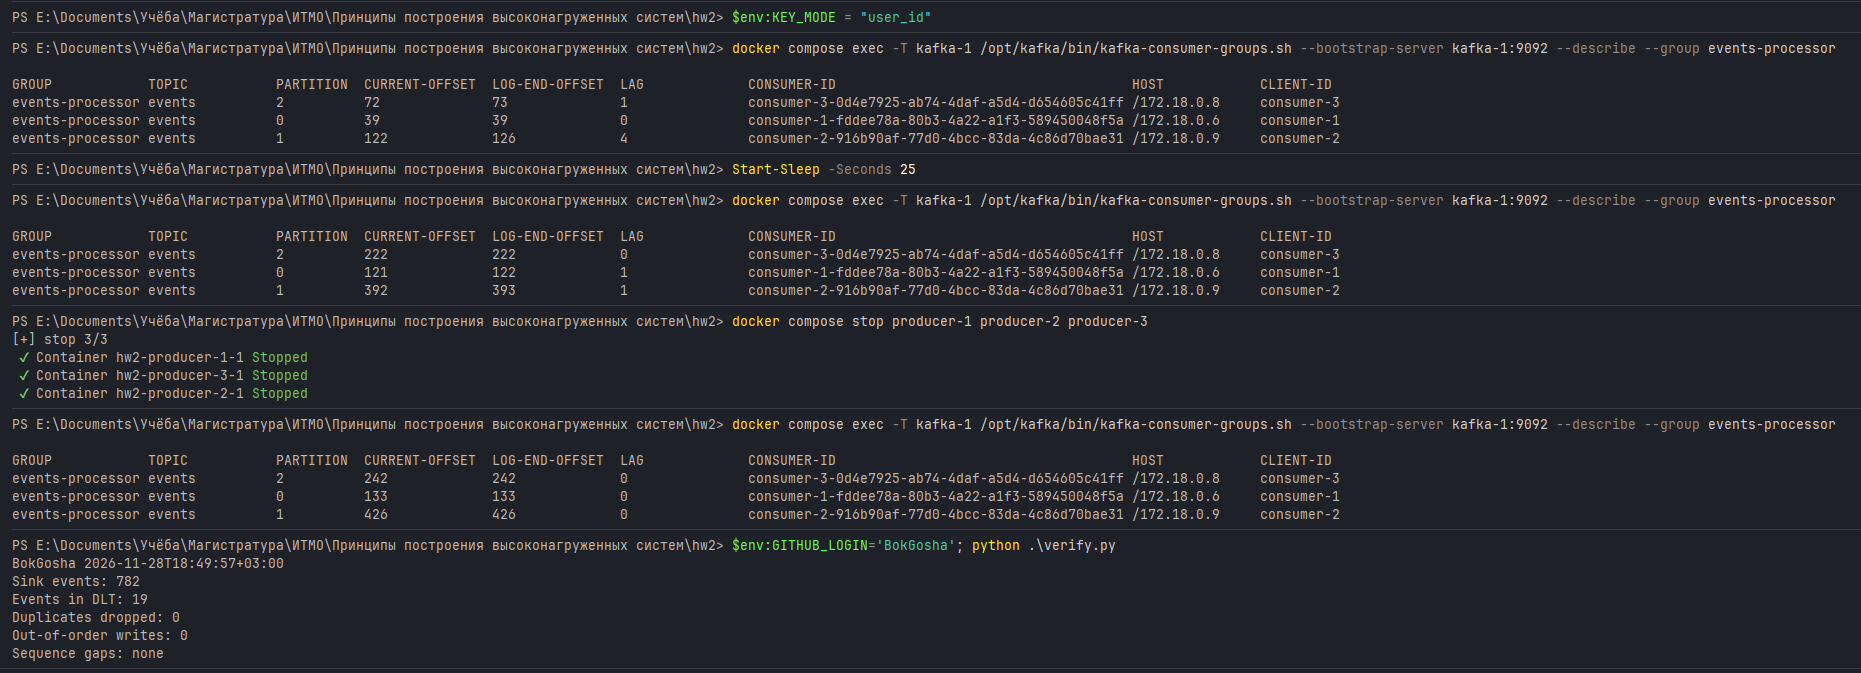 PS E:\Documents\Учёба\Магистратура\ИТМО\Принципы построения высоконагруженных систем\hw2> $env:KEY_MODE = "user_id"
PS E:\Documents\Учёба\Магистратура\ИТМО\Принципы построения высоконагруженных систем\hw2> docker compose exec -T kafka-1 /opt/kafka/bin/kafka-consumer-groups.sh --bootstrap-server kafka-1:9092 --describe --group events-processor
GROUP TOPIC PARTITION CURRENT-OFFSET LOG-END-OFFSET LAG CONSUMER-ID HOST CLIENT-ID
events-processor events 2 72 73 1 consumer-3-0d4e7925-ab74-4daf-a5d4-d654605c41ff /172.18.0.8 consumer-3
events-processor events 0 39 39 0 consumer-1-fddee78a-80b3-4a22-a1f3-589450048f5a /172.18.0.6 consumer-1
events-processor events 1 122 126 4 consumer-2-916b90af-77d0-4bcc-83da-4c86d70bae31 /172.18.0.9 consumer-2
PS E:\Documents\Учёба\Магистратура\ИТМО\Принципы построения высоконагруженных систем\hw2> Start-Sleep -Seconds 25
PS E:\Documents\Учёба\Магистратура\ИТМО\Принципы построения высоконагруженных систем\hw2> docker compose exec -T kafka-1 /opt/kafka/bin/kafka-consumer-groups.sh --bootstrap-server kafka-1:9092 --describe --group events-processor
GROUP TOPIC PARTITION CURRENT-OFFSET LOG-END-OFFSET LAG CONSUMER-ID HOST CLIENT-ID
events-processor events 2 222 222 0 consumer-3-0d4e7925-ab74-4daf-a5d4-d654605c41ff /172.18.0.8 consumer-3
events-processor events 0 121 122 1 consumer-1-fddee78a-80b3-4a22-a1f3-589450048f5a /172.18.0.6 consumer-1
events-processor events 1 392 393 1 consumer-2-916b90af-77d0-4bcc-83da-4c86d70bae31 /172.18.0.9 consumer-2
PS E:\Documents\Учёба\Магистратура\ИТМО\Принципы построения высоконагруженных систем\hw2> docker compose stop producer-1 producer-2 producer-3
[+] stop 3/3
✓ Container hw2-producer-1-1 Stopped
✓ Container hw2-producer-3-1 Stopped
✓ Container hw2-producer-2-1 Stopped
PS E:\Documents\Учёба\Магистратура\ИТМО\Принципы построения высоконагруженных систем\hw2> docker compose exec -T kafka-1 /opt/kafka/bin/kafka-consumer-groups.sh --bootstrap-server kafka-1:9092 --describe --group events-processor
GROUP TOPIC PARTITION CURRENT-OFFSET LOG-END-OFFSET LAG CONSUMER-ID HOST CLIENT-ID
events-processor events 2 242 242 0 consumer-3-0d4e7925-ab74-4daf-a5d4-d654605c41ff /172.18.0.8 consumer-3
events-processor events 0 133 133 0 consumer-1-fddee78a-80b3-4a22-a1f3-589450048f5a /172.18.0.6 consumer-1
events-processor events 1 426 426 0 consumer-2-916b90af-77d0-4bcc-83da-4c86d70bae31 /172.18.0.9 consumer-2
PS E:\Documents\Учёба\Магистратура\ИТМО\Принципы построения высоконагруженных систем\hw2> $env:GITHUB_LOGIN='BokGosha'; python .\verify.py
BokGosha 2026-11-28T18:49:57+03:00
Sink events: 782
Events in DLT: 19
Duplicates dropped: 0
Out-of-order writes: 0
Sequence gaps: none